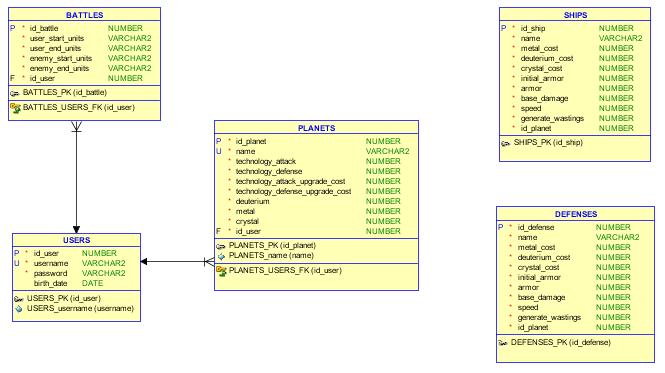 BATTLES
P * id_battle NUMBER
* user_start_units VARCHAR2
* user_end_units VARCHAR2
* enemy_start_units VARCHAR2
* enemy_end_units VARCHAR2
F * id_user NUMBER
BATTLES_PK (id_battle)
BATTLES_USERS_FK (id_user)
USERS
P * id_user NUMBER
U * username VARCHAR2
* password VARCHAR2
birth_date DATE
USERS_PK (id_user)
USERS_username (username)
PLANETS
P * id_planet NUMBER
U * name VARCHAR2
* technology_attack NUMBER
* technology_defense NUMBER
* technology_attack_upgrade_cost NUMBER
* technology_defense_upgrade_cost NUMBER
* deuterium NUMBER
* metal NUMBER
* crystal NUMBER
F * id_user NUMBER
PLANETS_PK (id_planet)
PLANETS_name (name)
PLANETS_USERS_FK (id_user)
SHIPS
P * id_ship NUMBER
* name VARCHAR2
* metal_cost NUMBER
* deuterium_cost NUMBER
* crystal_cost NUMBER
* initial_armor NUMBER
* armor NUMBER
* base_damage NUMBER
* speed NUMBER
* generate_wastings NUMBER
* id_planet NUMBER
SHIPS_PK (id_ship)
DEFENSES
P * id_defense NUMBER
* name VARCHAR2
* metal_cost NUMBER
* deuterium_cost NUMBER
* crystal_cost NUMBER
* initial_armor NUMBER
* armor NUMBER
* base_damage NUMBER
* speed NUMBER
* generate_wastings NUMBER
* id_planet NUMBER
DEFENSES_PK (id_defense)